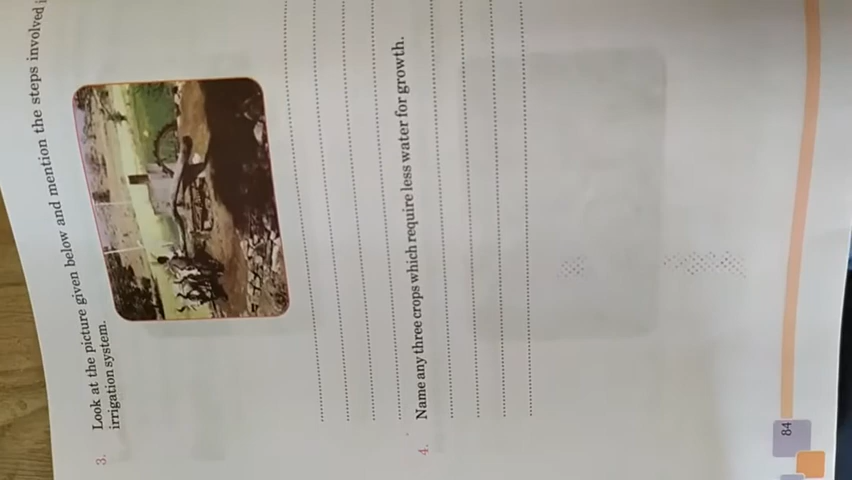 3. Look at the picture given below and mention the steps involved
irrigation system.
4. Name any three crops which require less water for growth.
84